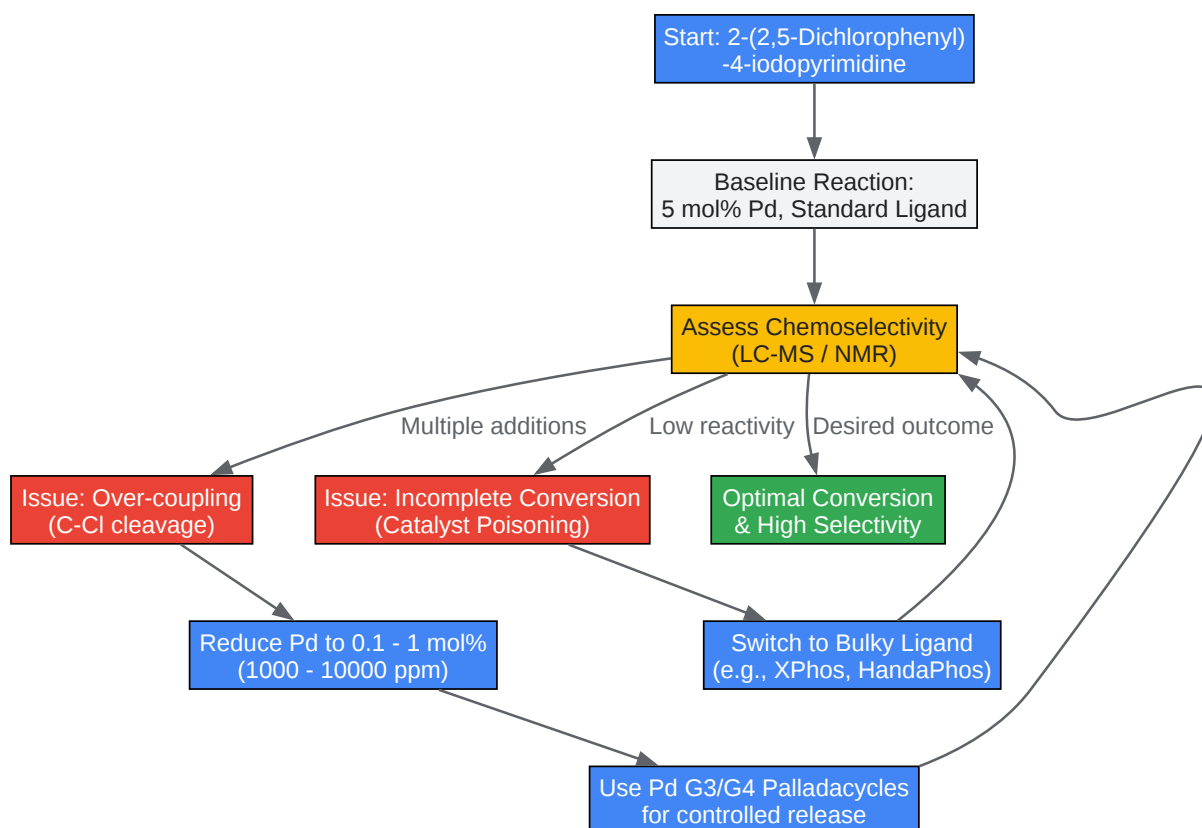 Start: 2-(2,5-Dichlorophenyl)
-4-iodopyrimidine
Baseline Reaction:
5 mol% Pd, Standard Ligand
Assess Chemoselectivity
(LC-MS / NMR)
Multiple additions
Low reactivity
Desired outcome
Issue: Over-coupling
(C-Cl cleavage)
Issue: Incomplete Conversion
(Catalyst Poisoning)
Optimal Conversion
& High Selectivity
Reduce Pd to 0.1 - 1 mol%
(1000 - 10000 ppm)
Switch to Bulky Ligand
(e.g., XPhos, HandaPhos)
Use Pd G3/G4 Palladacycles
for controlled release